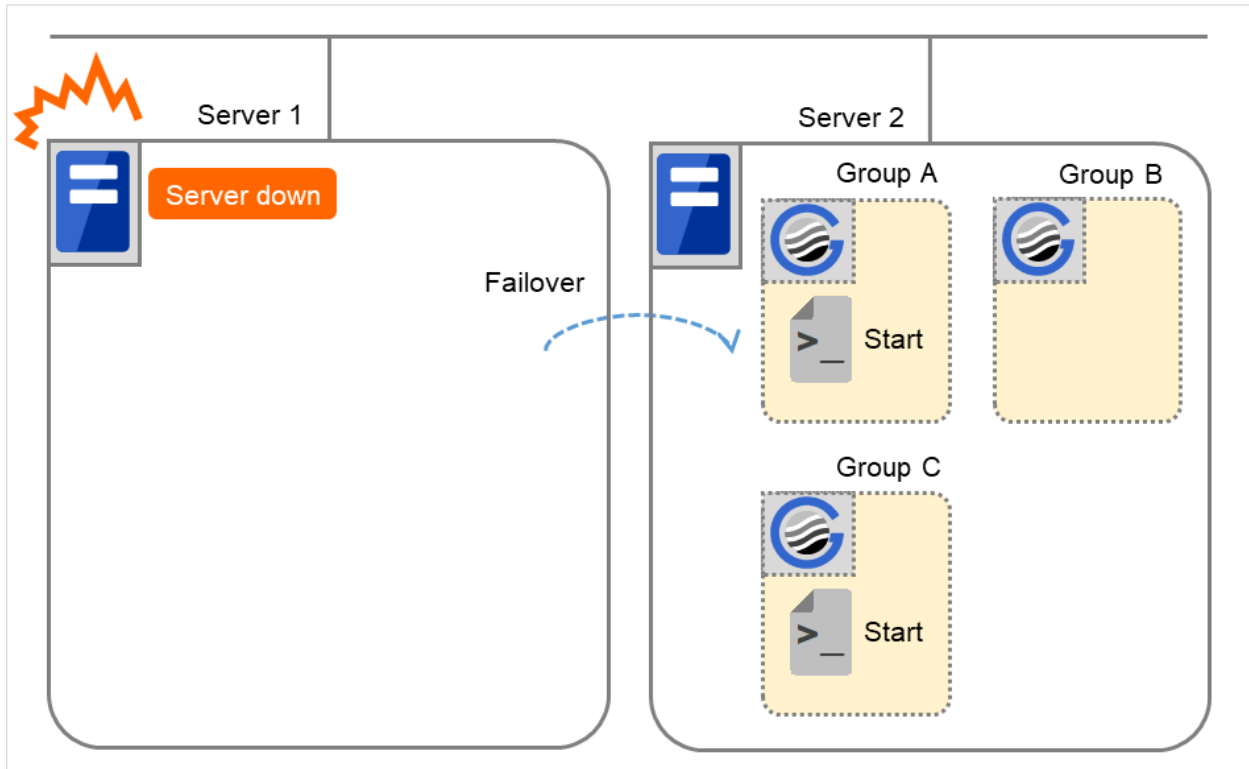 Server 1
Server 2
Server down
Group A
Group B
Failover
>_ Start
Group C
>_ Start